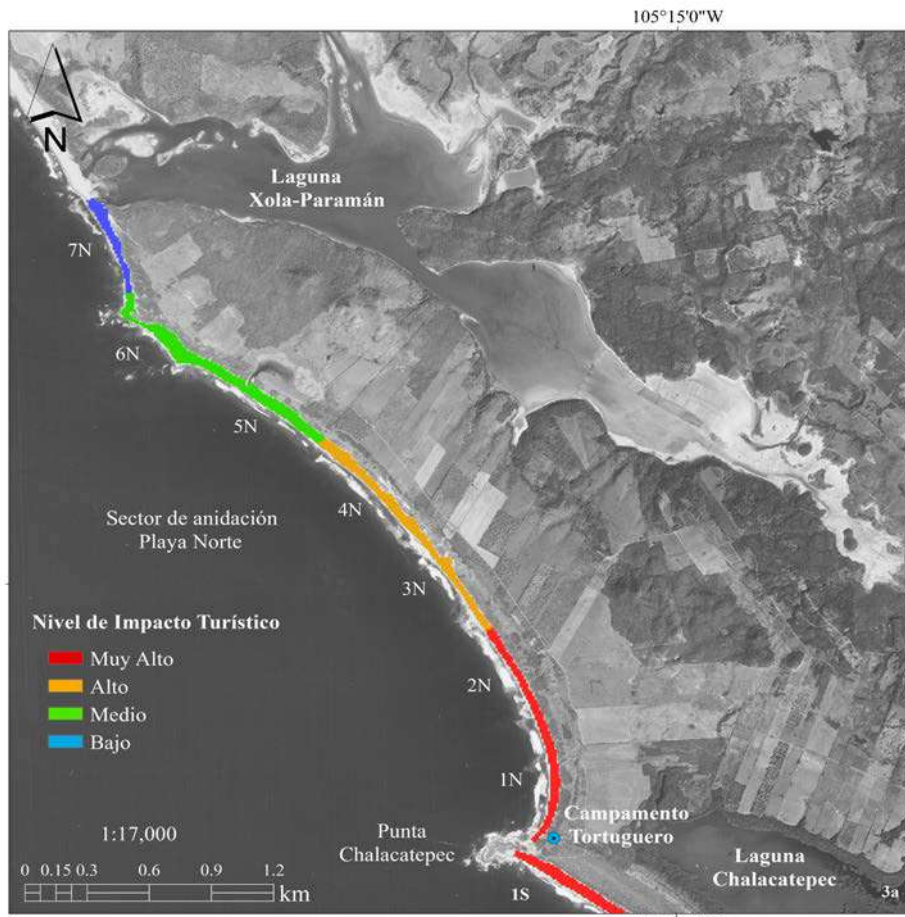 105°15'0"W
N
Laguna
Xola-Paramán
7N
6N
5N
4N
Sector de anidación
Playa Norte
3N
Nivel de Impacto Turístico
Muy Alto
Alto
Medio
Bajo
2N
1N
1:17,000
Punta
Chalacatepec
Campamento
Tortuguero
Laguna
Chalacatepec
0 0.15 0.3 0.6 0.9 1.2
km
1S
3a